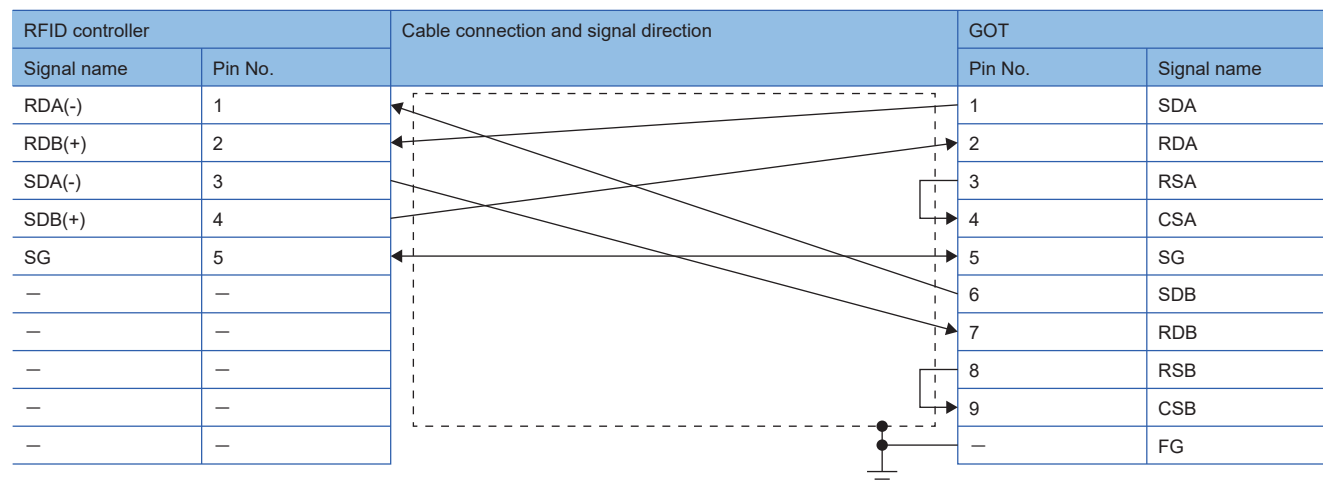 RFID controller Cable connection and signal direction GOT
Signal name Pin No. Pin No. Signal name
RDA(-) 1 1 SDA
RDB(+) 2 2 RDA
SDA(-) 3 3 RSA
SDB(+) 4 4 CSA
SG 5 5 SG
— — 6 SDB
— — 7 RDB
— — 8 RSB
— — 9 CSB
— — — FG